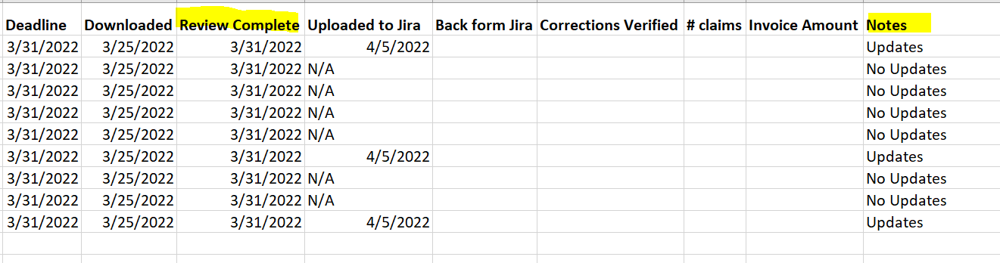 Deadline Downloaded Review Complete Uploaded to Jira Back form Jira Corrections Verified # claims Invoice Amount Notes
3/31/2022 3/25/2022 3/31/2022 4/5/2022 Updates
3/31/2022 3/25/2022 3/31/2022 N/A No Updates
3/31/2022 3/25/2022 3/31/2022 N/A No Updates
3/31/2022 3/25/2022 3/31/2022 N/A No Updates
3/31/2022 3/25/2022 3/31/2022 N/A No Updates
3/31/2022 3/25/2022 3/31/2022 4/5/2022 Updates
3/31/2022 3/25/2022 3/31/2022 N/A No Updates
3/31/2022 3/25/2022 3/31/2022 N/A No Updates
3/31/2022 3/25/2022 3/31/2022 4/5/2022 Updates